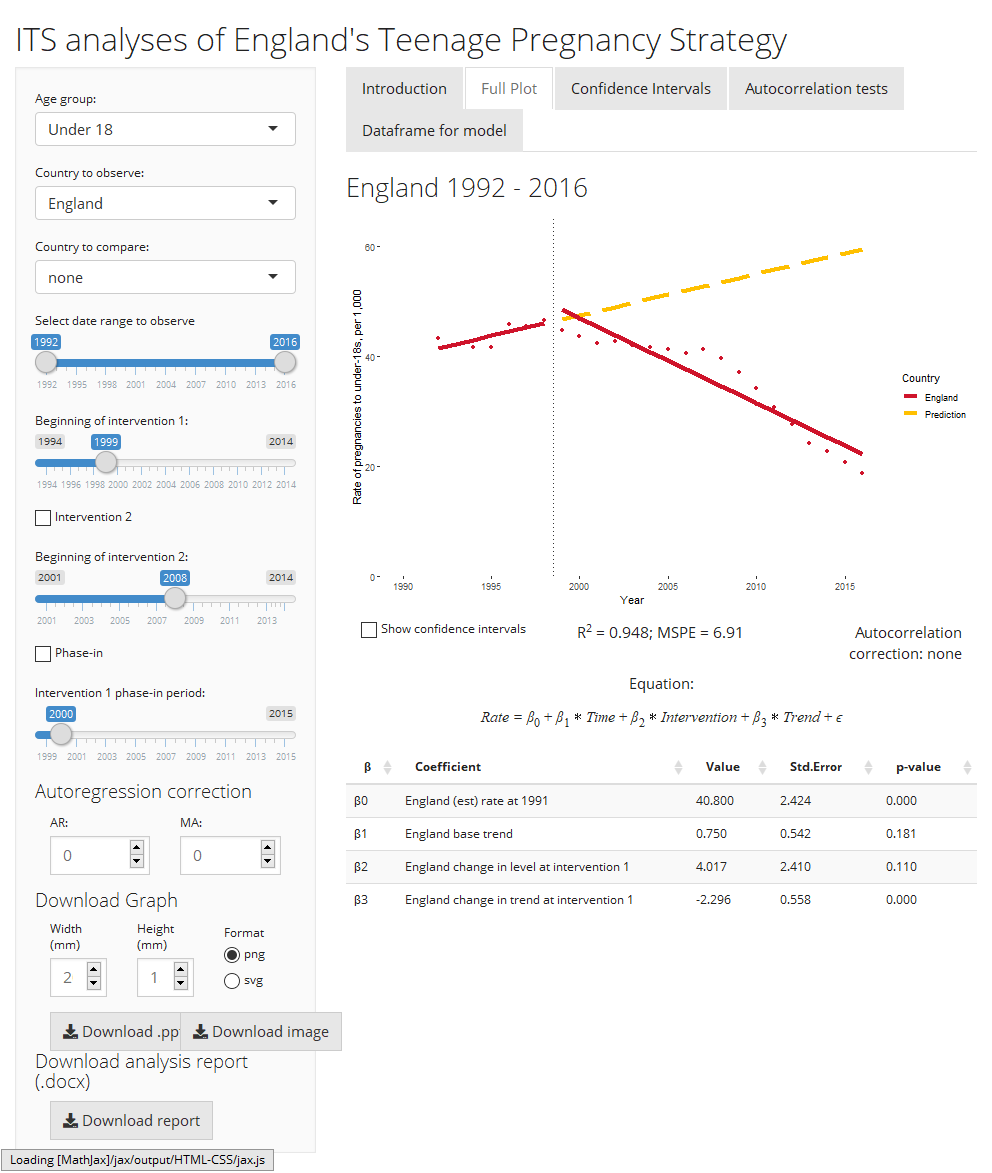 ITS analyses of England's Teenage Pregnancy Strategy
Age group:
Under 18
Country to observe:
England
Country to compare:
none
Select date range to observe
1992 2016
1992 1995 1998 2001 2004 2007 2010 2013 2016
Beginning of intervention 1:
1994 1999 2014
1994 1996 1998 2000 2002 2004 2006 2008 2010 2012 2014
Intervention 2
Beginning of intervention 2:
2001 2008 2014
2001 2003 2005 2007 2009 2011 2013
Phase-in
Intervention 1 phase-in period:
2000 2015
1999 2001 2003 2005 2007 2009 2011 2013 2015
Autoregression correction
AR: MA:
0 0
Download Graph
Width (mm)
Height (mm)
Format
2 1
png
svg
Download .pp
Download image
Download analysis report
(.docx)
Download report
Loading [MathJax]/jax/output/HTML-CSS/jax.js
Introduction Full Plot Confidence Intervals Autocorrelation tests
Dataframe for model
England 1992 - 2016
Rate of pregnancies to under-18s, per 1,000
60
40
20
0
1990 1995 2000 2005 2010 2015
Year
Country
England
Prediction
Show confidence intervals
R² = 0.948; MSPE = 6.91
Autocorrelation
correction: none
Equation:
Rate = β₀ + β₁ * Time + β₂ * Intervention + β₃ * Trend + ϵ
β Coefficient Value Std.Error p-value
β0 England (est) rate at 1991 40.800 2.424 0.000
β1 England base trend 0.750 0.542 0.181
β2 England change in level at intervention 1 4.017 2.410 0.110
β3 England change in trend at intervention 1 -2.296 0.558 0.000